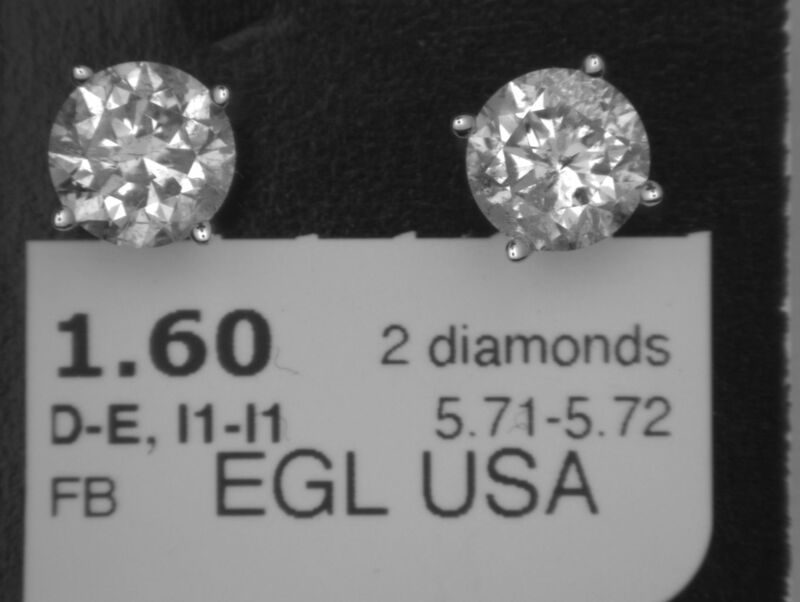 1.60 2 diamonds
D-E, I1-I1 5.71-5.72
FB EGL USA